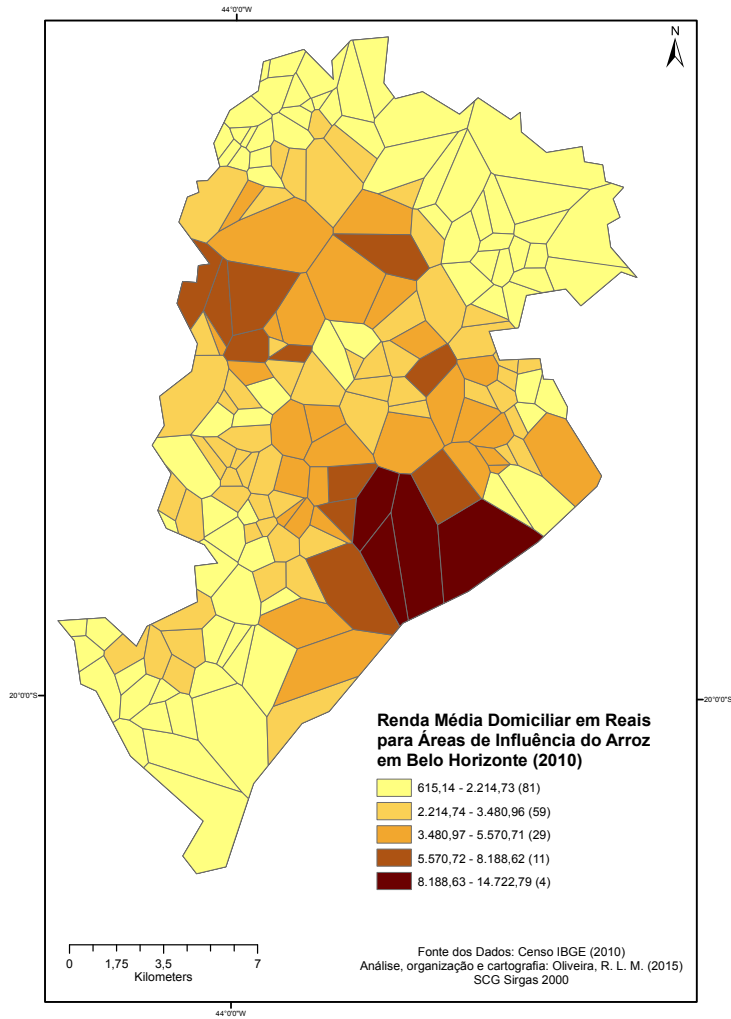 44°0'0"W
N
20°0'0"S
20°0'0"S
Renda Média Domiciliar em Reais
para Áreas de Influência do Arroz
em Belo Horizonte (2010)
615,14 - 2.214,73 (81)
2.214,74 - 3.480,96 (59)
3.480,97 - 5.570,71 (29)
5.570,72 - 8.188,62 (11)
8.188,63 - 14.722,79 (4)
0 1,75 3,5 7
Kilometers
Fonte dos Dados: Censo IBGE (2010)
Análise, organização e cartografia: Oliveira, R. L. M. (2015)
SCG Sirgas 2000
44°0'0"W